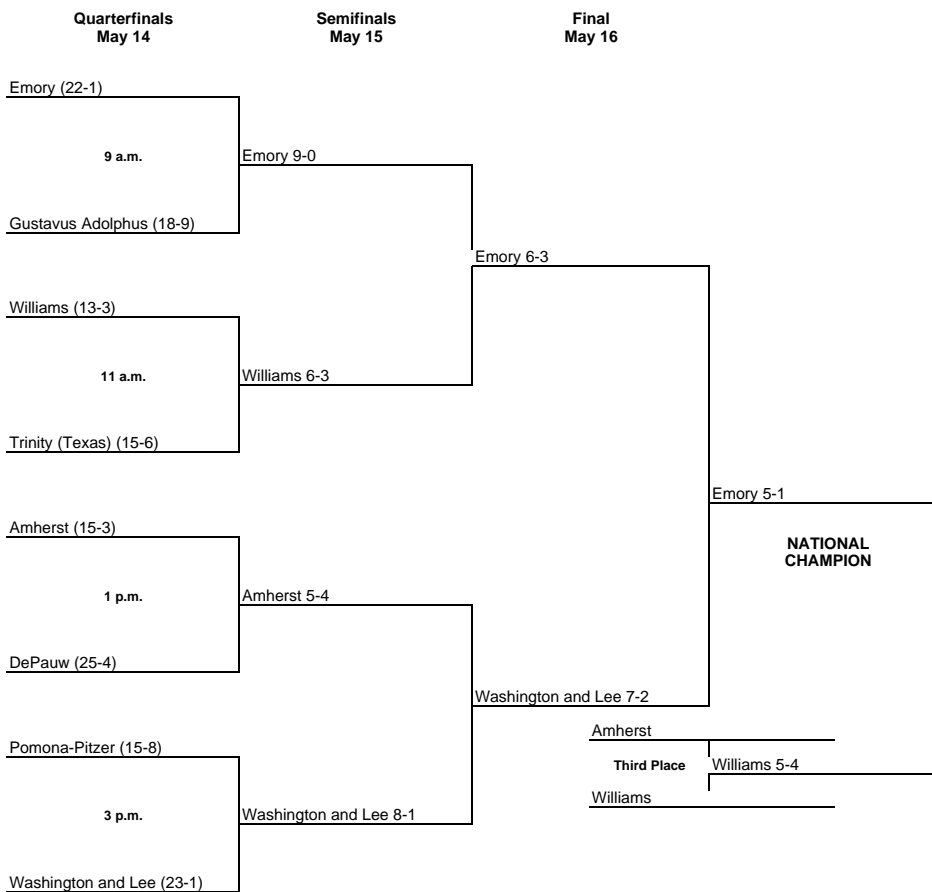 Quarterfinals
May 14
Semifinals
May 15
Final
May 16
Emory (22-1)
9 a.m.
Emory 9-0
Gustavus Adolphus (18-9)
Emory 6-3
Williams (13-3)
11 a.m.
Williams 6-3
Trinity (Texas) (15-6)
Emory 5-1
NATIONAL
CHAMPION
Amherst (15-3)
1 p.m.
Amherst 5-4
DePauw (25-4)
Washington and Lee 7-2
Amherst
Third Place
Williams 5-4
Williams
Pomona-Pitzer (15-8)
3 p.m.
Washington and Lee 8-1
Washington and Lee (23-1)